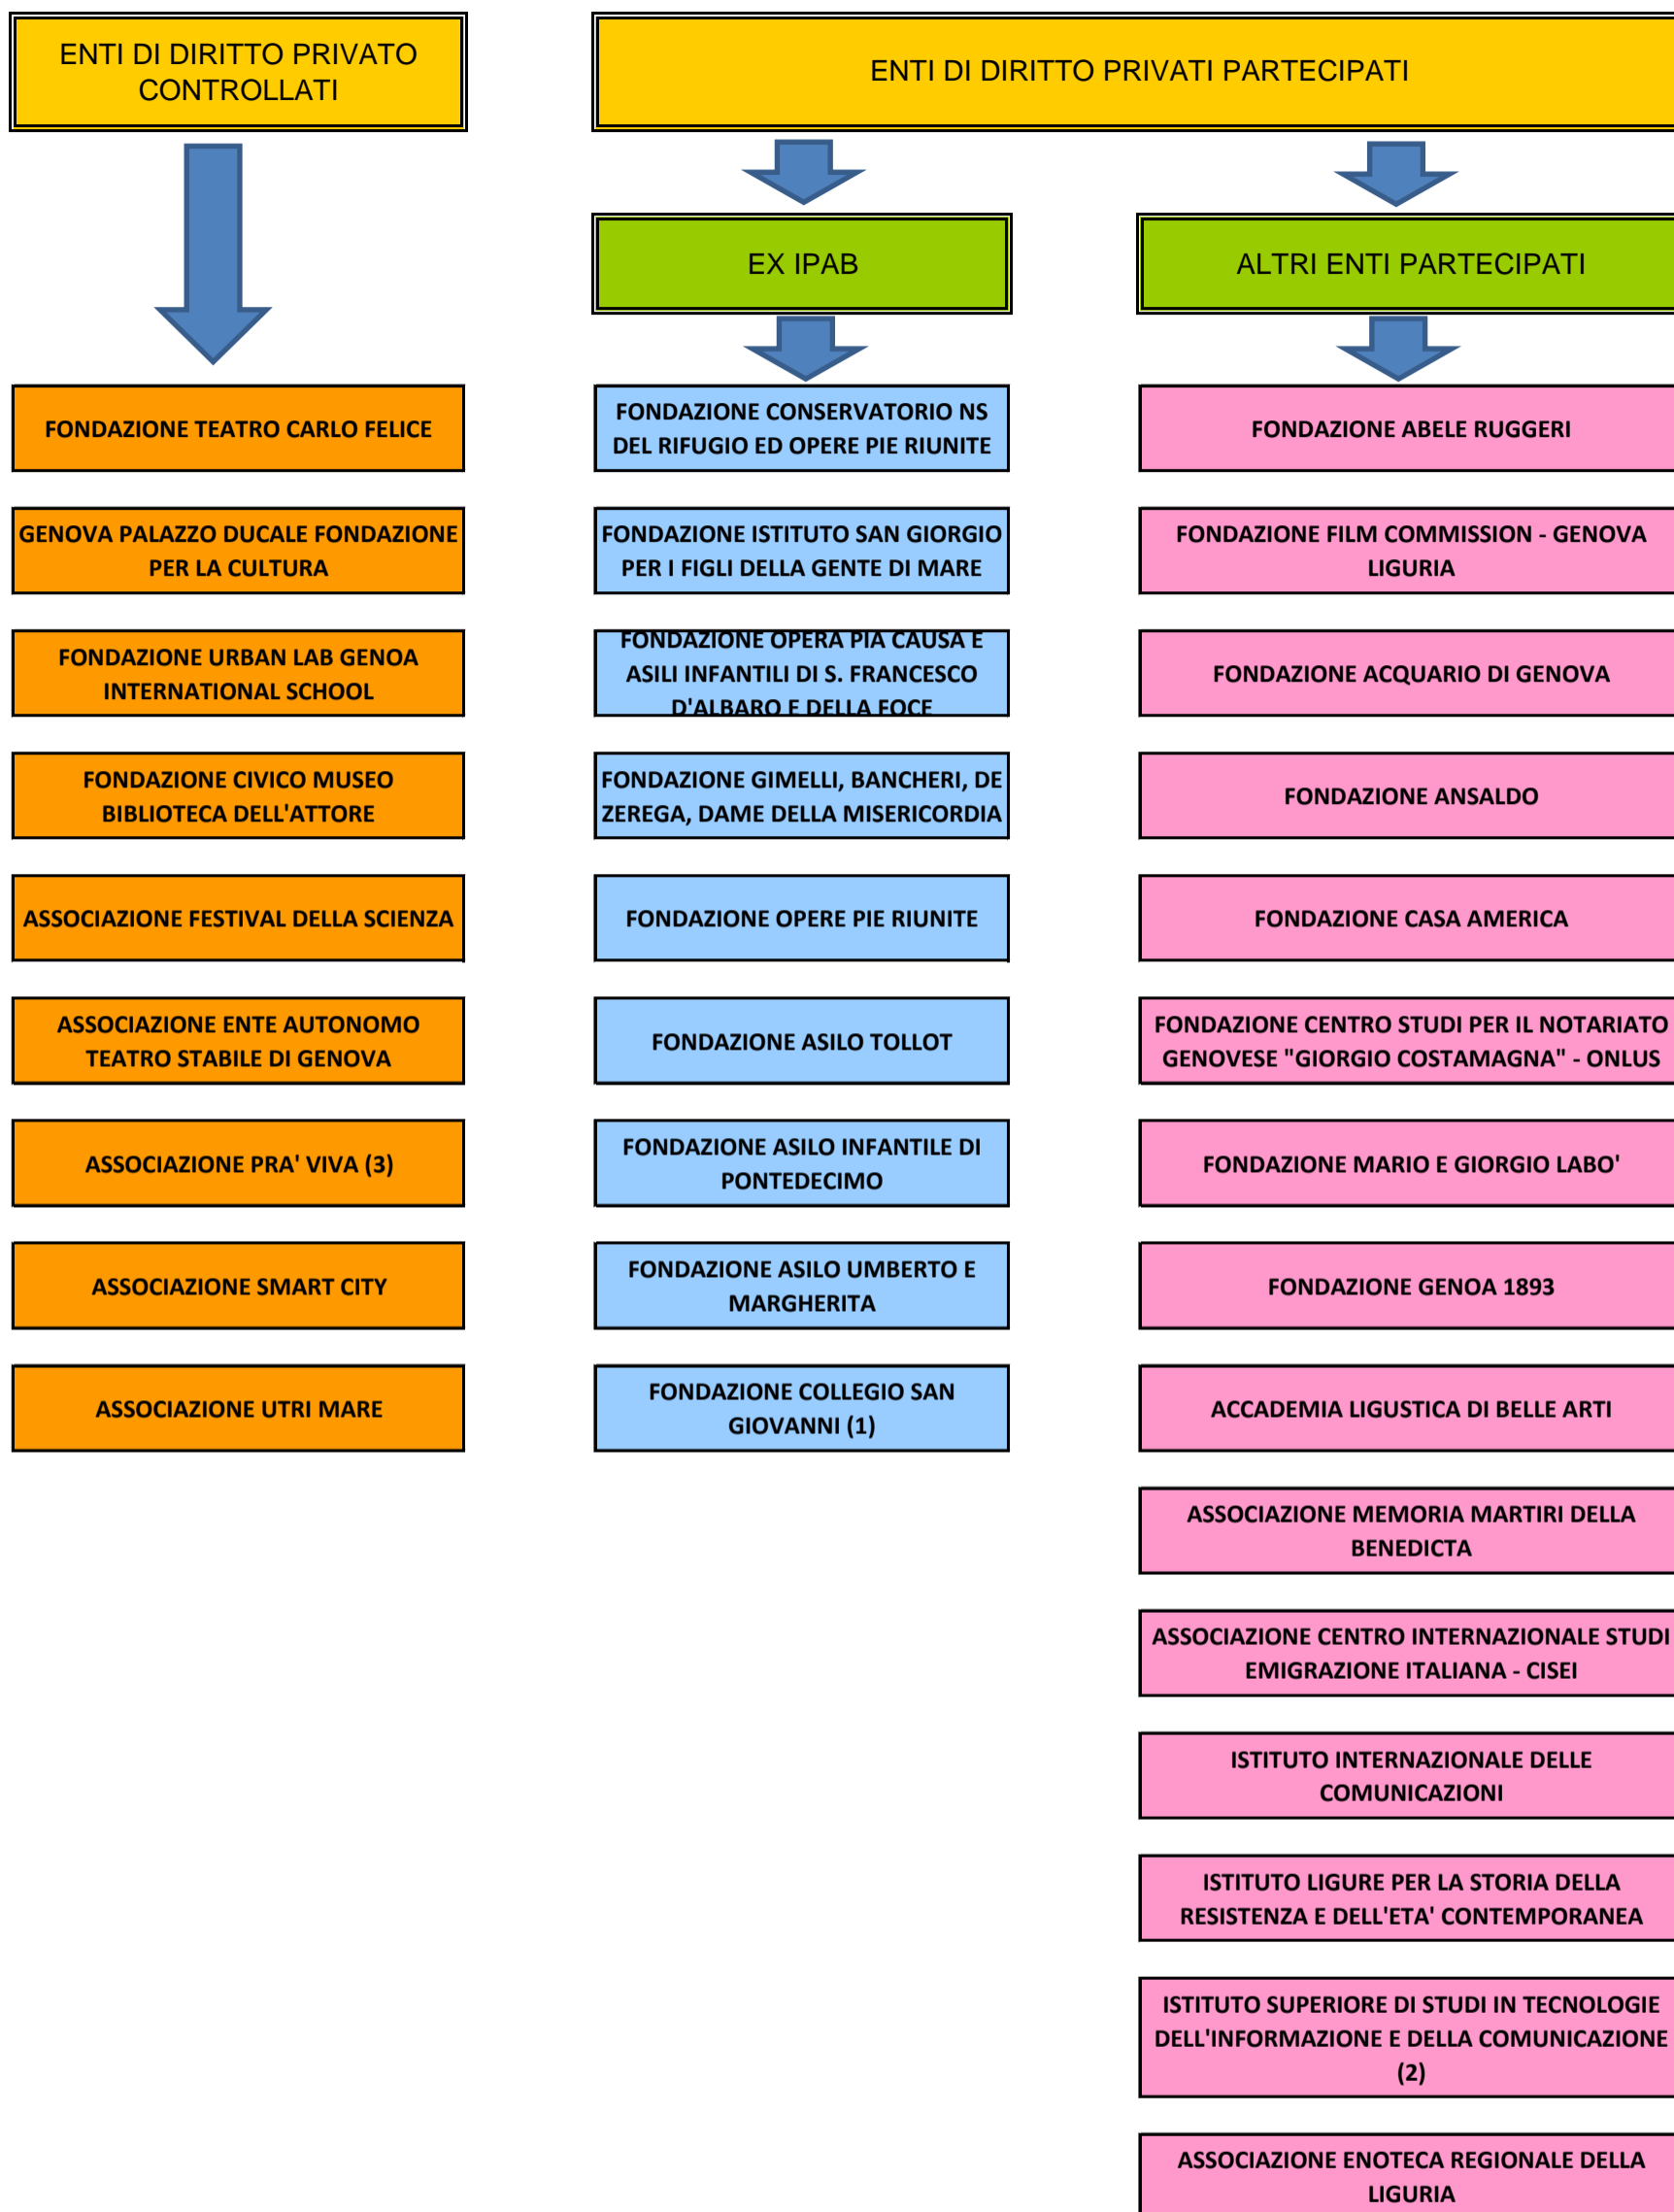 ENTI DI DIRITTO PRIVATO
CONTROLLATI
ENTI DI DIRITTO PRIVATI PARTECIPATI
EX IPAB
ALTRI ENTI PARTECIPATI
FONDAZIONE TEATRO CARLO FELICE
GENOVA PALAZZO DUCALE FONDAZIONE
PER LA CULTURA
FONDAZIONE URBAN LAB GENOA
INTERNATIONAL SCHOOL
FONDAZIONE CIVICO MUSEO
BIBLIOTECA DELL'ATTORE
ASSOCIAZIONE FESTIVAL DELLA SCIENZA
ASSOCIAZIONE ENTE AUTONOMO
TEATRO STABILE DI GENOVA
ASSOCIAZIONE PRA' VIVA (3)
ASSOCIAZIONE SMART CITY
ASSOCIAZIONE UTRI MARE
FONDAZIONE CONSERVATORIO NS
DEL RIFUGIO ED OPERE PIE RIUNITE
FONDAZIONE ISTITUTO SAN GIORGIO
PER I FIGLI DELLA GENTE DI MARE
FONDAZIONE OPERA PIA CAUSA E
ASILI INFANTILI DI S. FRANCESCO
D'ALBARO E DELLA FOCE
FONDAZIONE GIMELLI, BANCHERI, DE
ZEREGA, DAME DELLA MISERICORDIA
FONDAZIONE OPERE PIE RIUNITE
FONDAZIONE ASILO TOLLOT
FONDAZIONE ASILO INFANTILE DI
PONTEDECIMO
FONDAZIONE ASILO UMBERTO E
MARGHERITA
FONDAZIONE COLLEGIO SAN
GIOVANNI (1)
FONDAZIONE ABELE RUGGERI
FONDAZIONE FILM COMMISSION - GENOVA
LIGURIA
FONDAZIONE ACQUARIO DI GENOVA
FONDAZIONE ANSALDO
FONDAZIONE CASA AMERICA
FONDAZIONE CENTRO STUDI PER IL NOTARIATO
GENOVESE "GIORGIO COSTAMAGNA" - ONLUS
FONDAZIONE MARIO E GIORGIO LABO'
FONDAZIONE GENOA 1893
ACCADEMIA LIGUSTICA DI BELLE ARTI
ASSOCIAZIONE MEMORIA MARTIRI DELLA
BENEDICTA
ASSOCIAZIONE CENTRO INTERNAZIONALE STUDI
EMIGRAZIONE ITALIANA - CISEI
ISTITUTO INTERNAZIONALE DELLE
COMUNICAZIONI
ISTITUTO LIGURE PER LA STORIA DELLA
RESISTENZA E DELL'ETA' CONTEMPORANEA
ISTITUTO SUPERIORE DI STUDI IN TECNOLOGIE
DELL'INFORMAZIONE E DELLA COMUNICAZIONE
(2)
ASSOCIAZIONE ENOTECA REGIONALE DELLA
LIGURIA